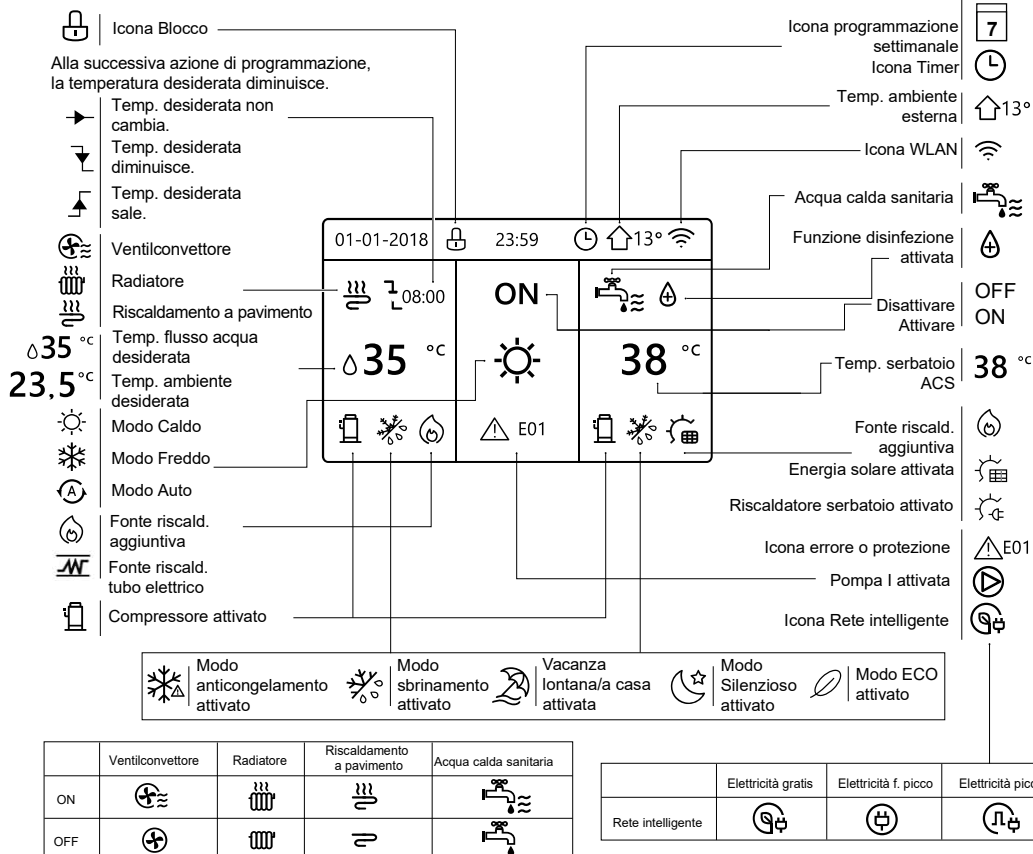 Icona Blocco
Alla successiva azione di programmazione,
la temperatura desiderata diminuisce.
Temp. desiderata non
cambia.
Temp. desiderata
diminuisce.
Temp. desiderata
sale.
Ventilconvettore
Radiatore
Riscaldamento a pavimento
35 °C
Temp. flusso acqua
desiderata
23,5°C
Temp. ambiente
desiderata
Modo Caldo
Modo Freddo
A
Modo Auto
Fonte riscald.
aggiuntiva
Fonte riscald.
tubo elettrico
Compressore attivato
01-01-2018 23:59 13°
08:00
ON
35 °C
38 °C
E01
Icona programmazione
settimanale
7
Icona Timer
Temp. ambiente
esterna
13°
Icona WLAN
Acqua calda sanitaria
Funzione disinfezione
attivata
Disattivare
OFF
Attivare
ON
Temp. serbatoio
ACS
38 °C
Fonte riscald.
aggiuntiva
Energia solare attivata
Riscaldatore serbatoio attivato
Icona errore o protezione
E01
Pompa I attivata
Icona Rete intelligente
Modo
anticongelamento
attivato
Modo
sbrinamento
attivato
Vacanza
lontana/a casa
attivata
Modo
Silenzioso
attivato
Modo ECO
attivato
Ventilconvettore Radiatore Riscaldamento
a pavimento Acqua calda sanitaria
ON
OFF
Elettricità gratis Elettricità f. picco
Rete intelligente